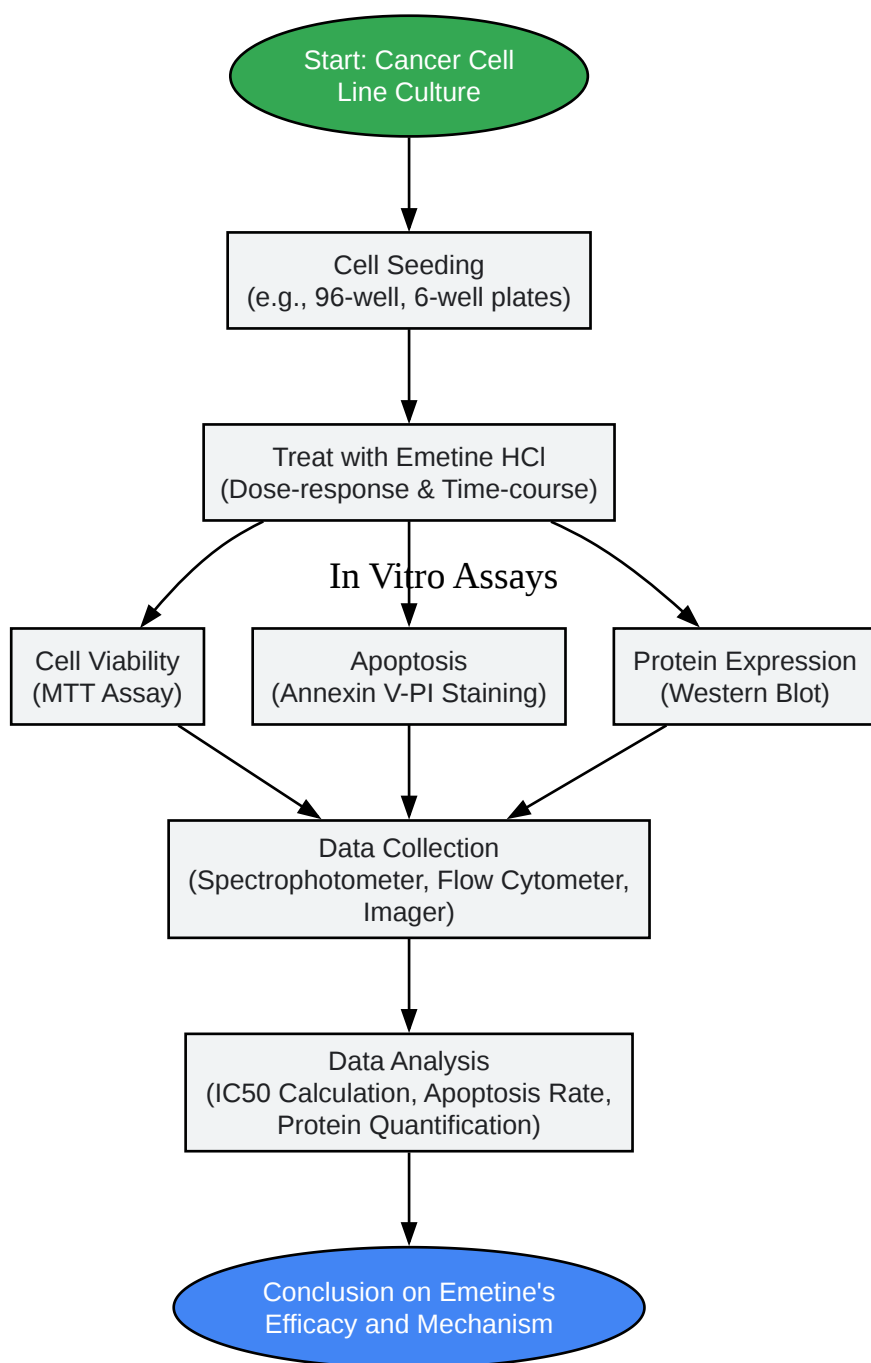 Start: Cancer Cell
Line Culture
Cell Seeding
(e.g., 96-well, 6-well plates)
Treat with Emetine HCl
(Dose-response & Time-course)
In Vitro Assays
Cell Viability
(MTT Assay)
Apoptosis
(Annexin V-PI Staining)
Protein Expression
(Western Blot)
Data Collection
(Spectrophotometer, Flow Cytometer,
Imager)
Data Analysis
(IC50 Calculation, Apoptosis Rate,
Protein Quantification)
Conclusion on Emetine's
Efficacy and Mechanism